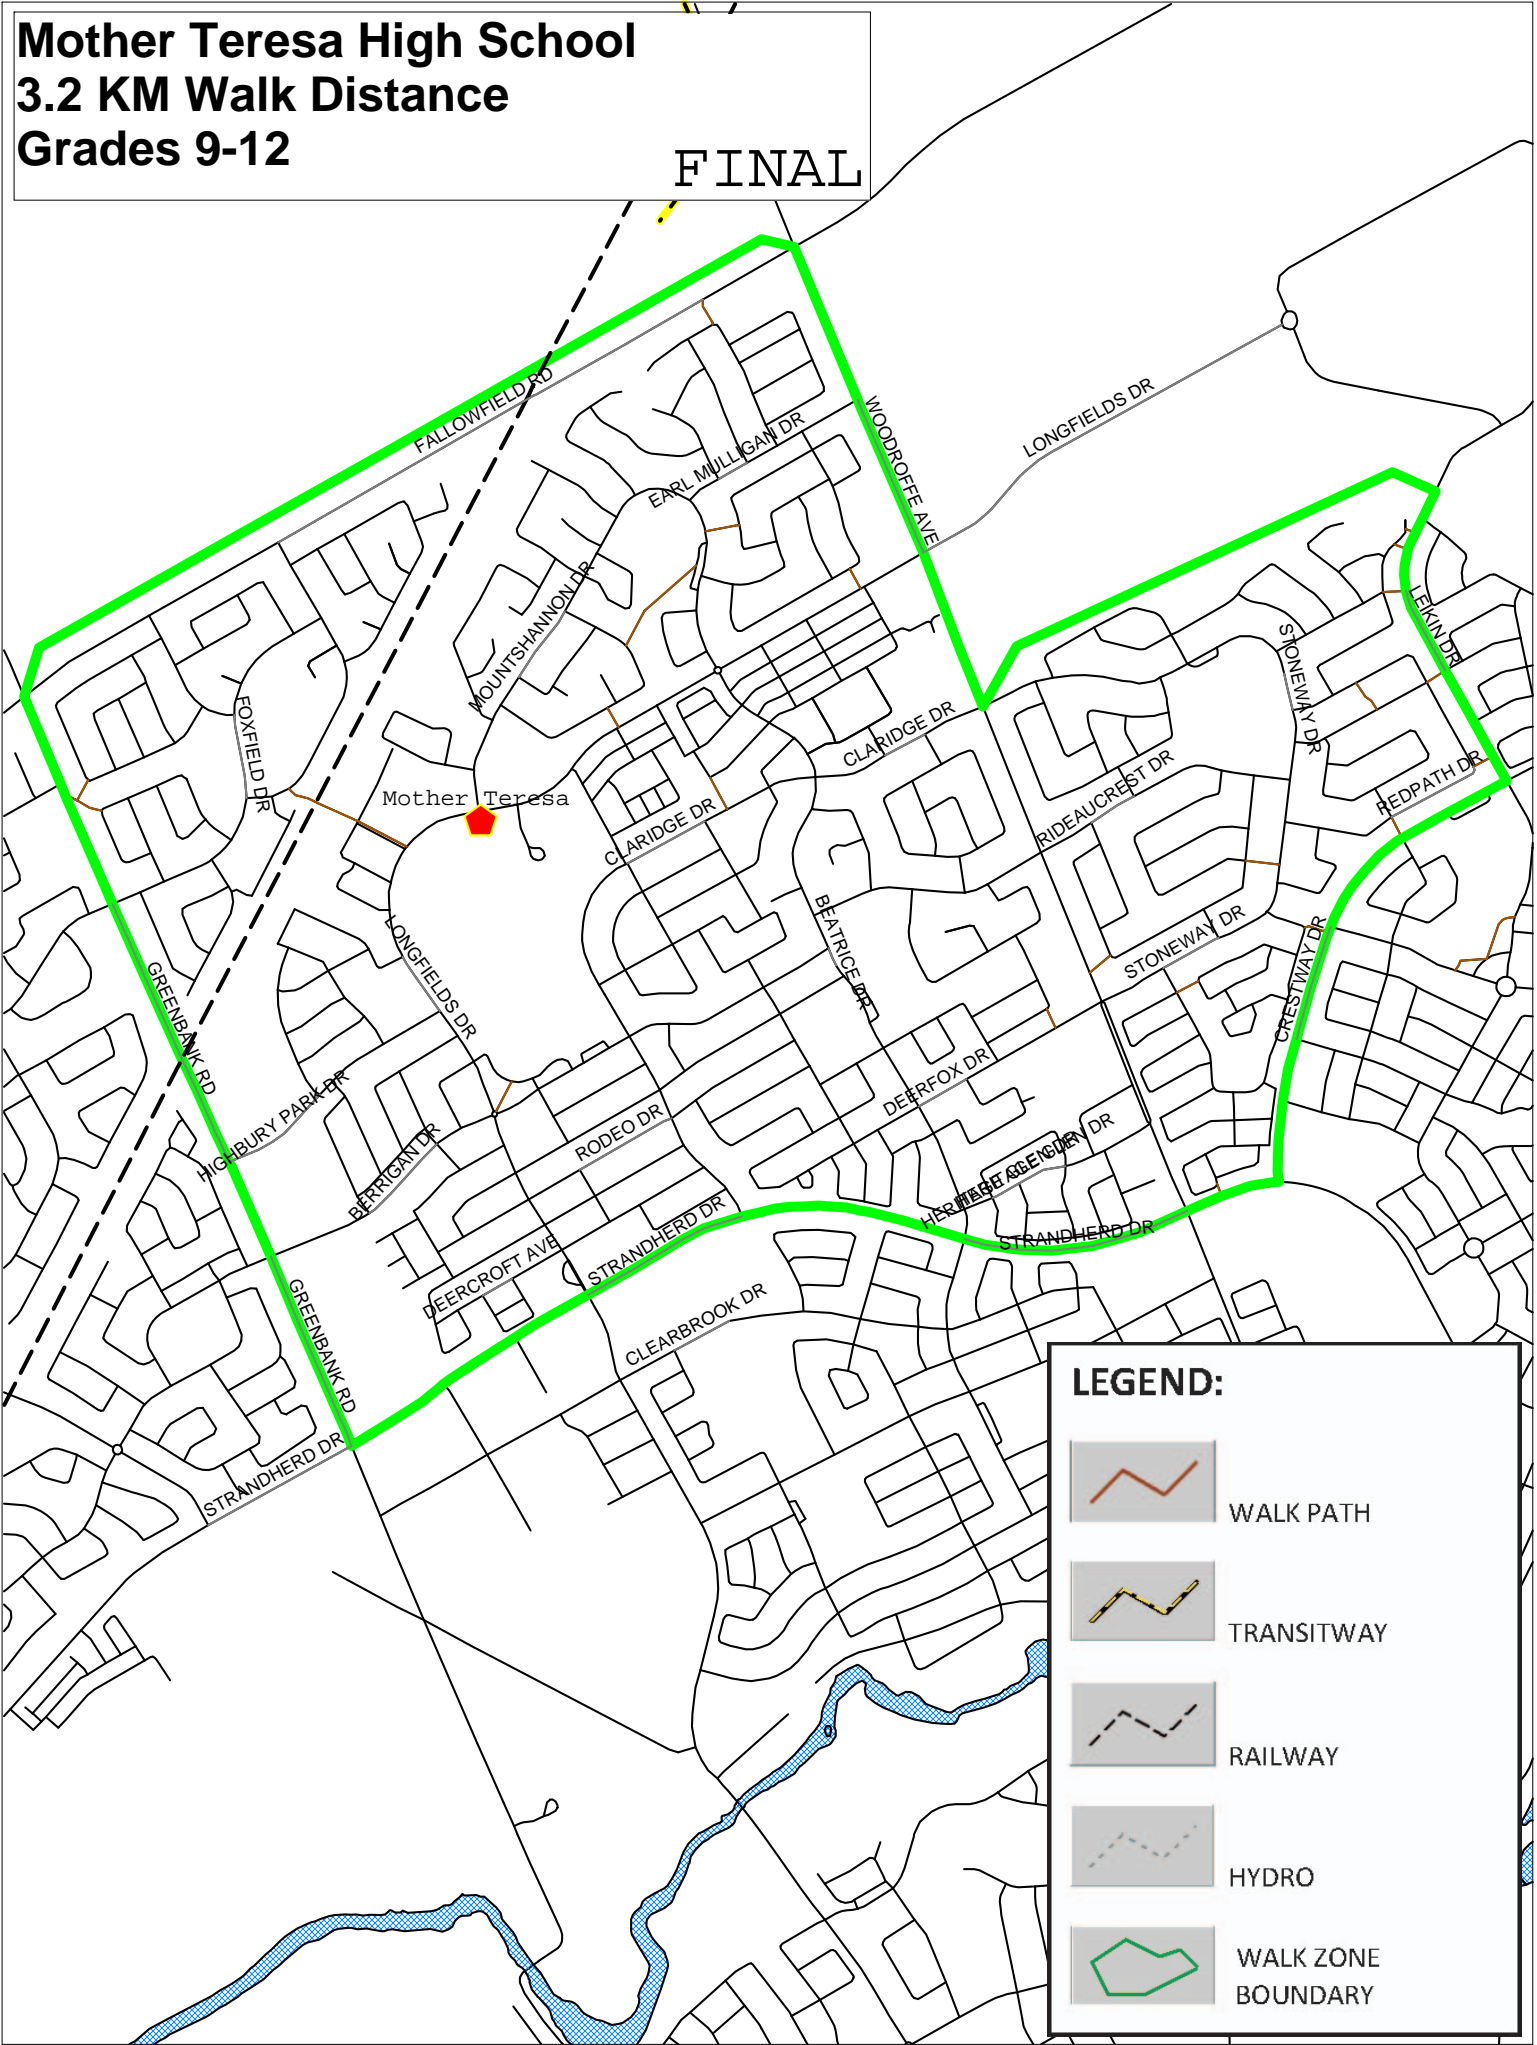 Mother Teresa High School
3.2 KM Walk Distance
Grades 9-12
FINAL
FALLOWFIELD RD
EARL MULLIGAN DR
WOODROFFE AVE
LONGFIELDS DR
MOUNTSHANNON DR
LEIKIN DR
STONEWAY DR
FOXFIELD DR
CLARIDGE DR
RIDEAUCREST DR
REDPATH DR
Mother Teresa
CLARIDGE DR
BEATRICE DR
LONGFIELDS DR
STONEWAY DR
CRESTWAY DR
GREENBANK RD
DEERFOX DR
HIGHBURY PARK DR
RODEO DR
BERRIGAN DR
HERITAGE GLEN DR
STRANDHERD DR
STRANDHERD DR
DEERCROFT AVE
GREENBANK RD
CLEARBROOK DR
STRANDHERD DR
LEGEND:
WALK PATH
TRANSITWAY
RAILWAY
HYDRO
WALK ZONE
BOUNDARY